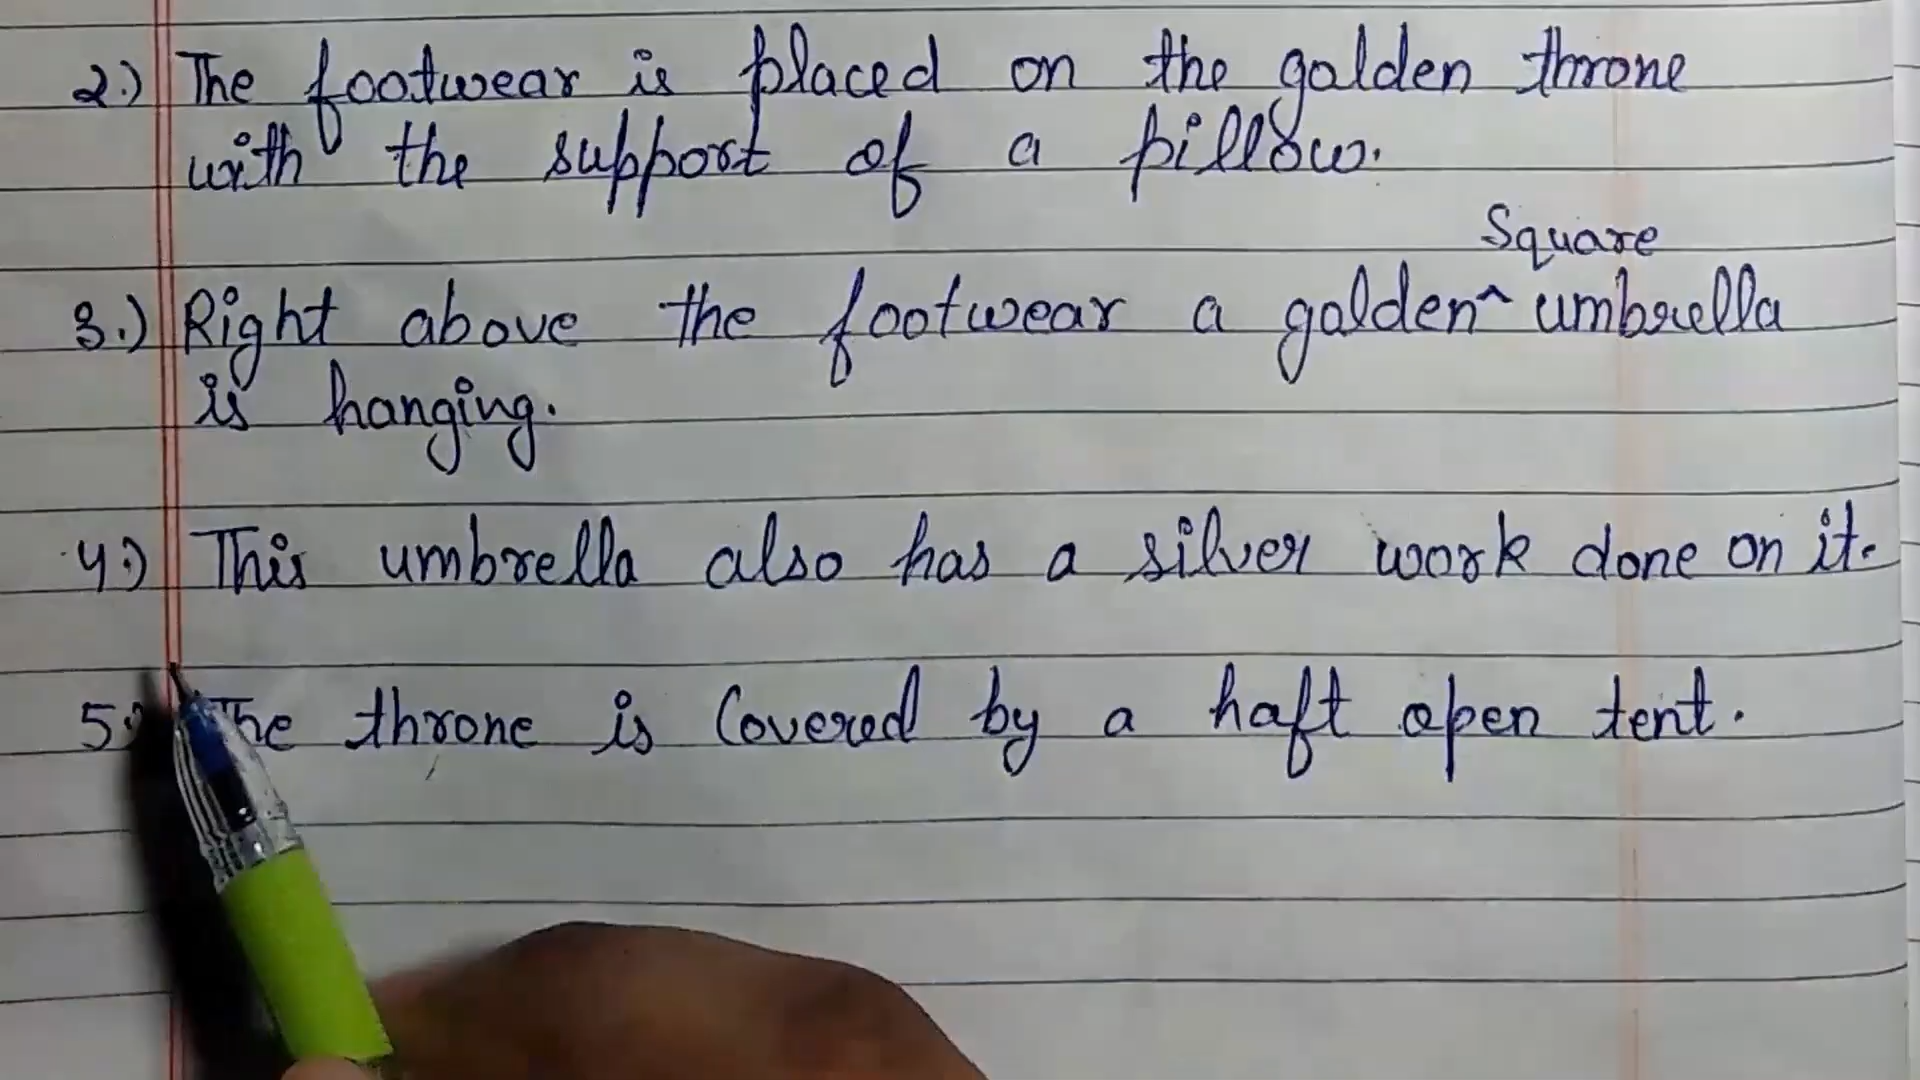 2.) The footwear is placed on the golden throne
with the support of a pillow.
Square
3.) Right above the footwear a golden^ umbrella
is hanging.
4.) This umbrella also has a silver work done on it.
5.) The throne is Covered by a haft open tent.